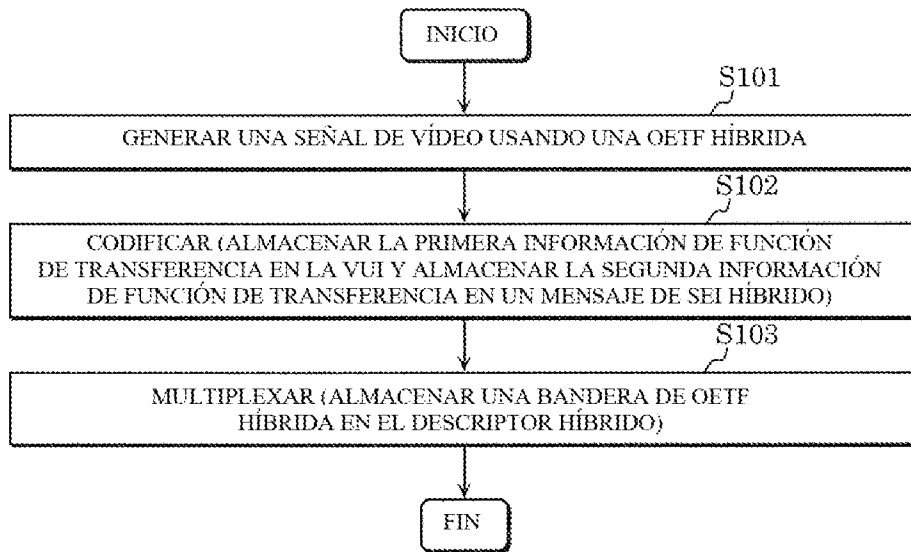 INICIO
S101
GENERAR UNA SEÑAL DE VÍDEO USANDO UNA OETF HÍBRIDA
S102
CODIFICAR (ALMACENAR LA PRIMERA INFORMACIÓN DE FUNCIÓN
DE TRANSFERENCIA EN LA VUI Y ALMACENAR LA SEGUNDA INFORMACIÓN
DE FUNCIÓN DE TRANSFERENCIA EN UN MENSAJE DE SEI HÍBRIDO)
S103
MULTIPLEXAR (ALMACENAR UNA BANDERA DE OETF
HÍBRIDA EN EL DESCRIPTOR HÍBRIDO)
FIN